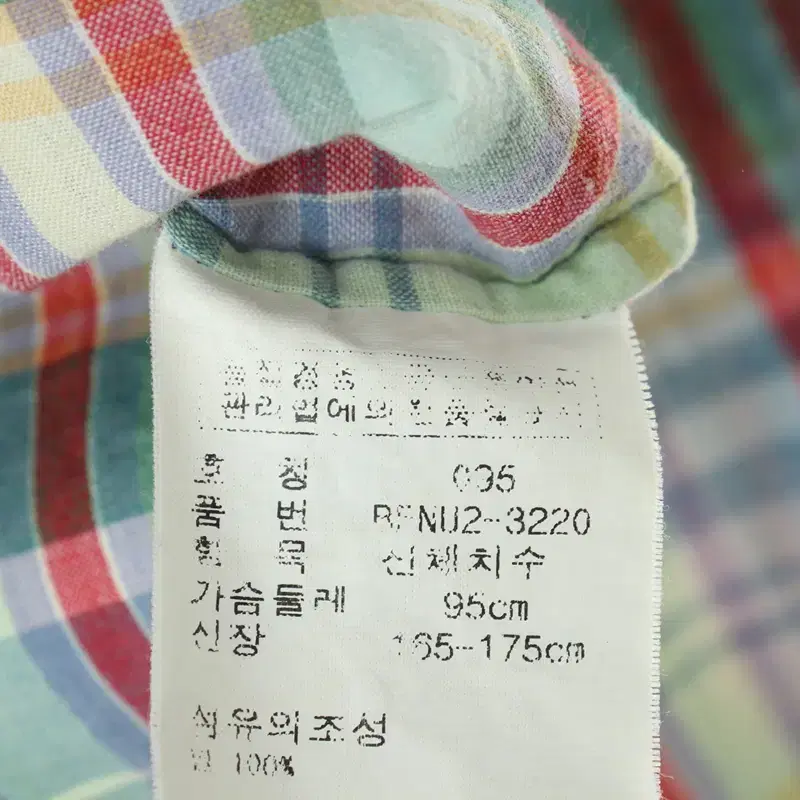 호 칭 095
품 번 NU2-3220
항 목 신체치수
가슴둘레 95cm
신장 165-175cm
섬유의조성
면 100%